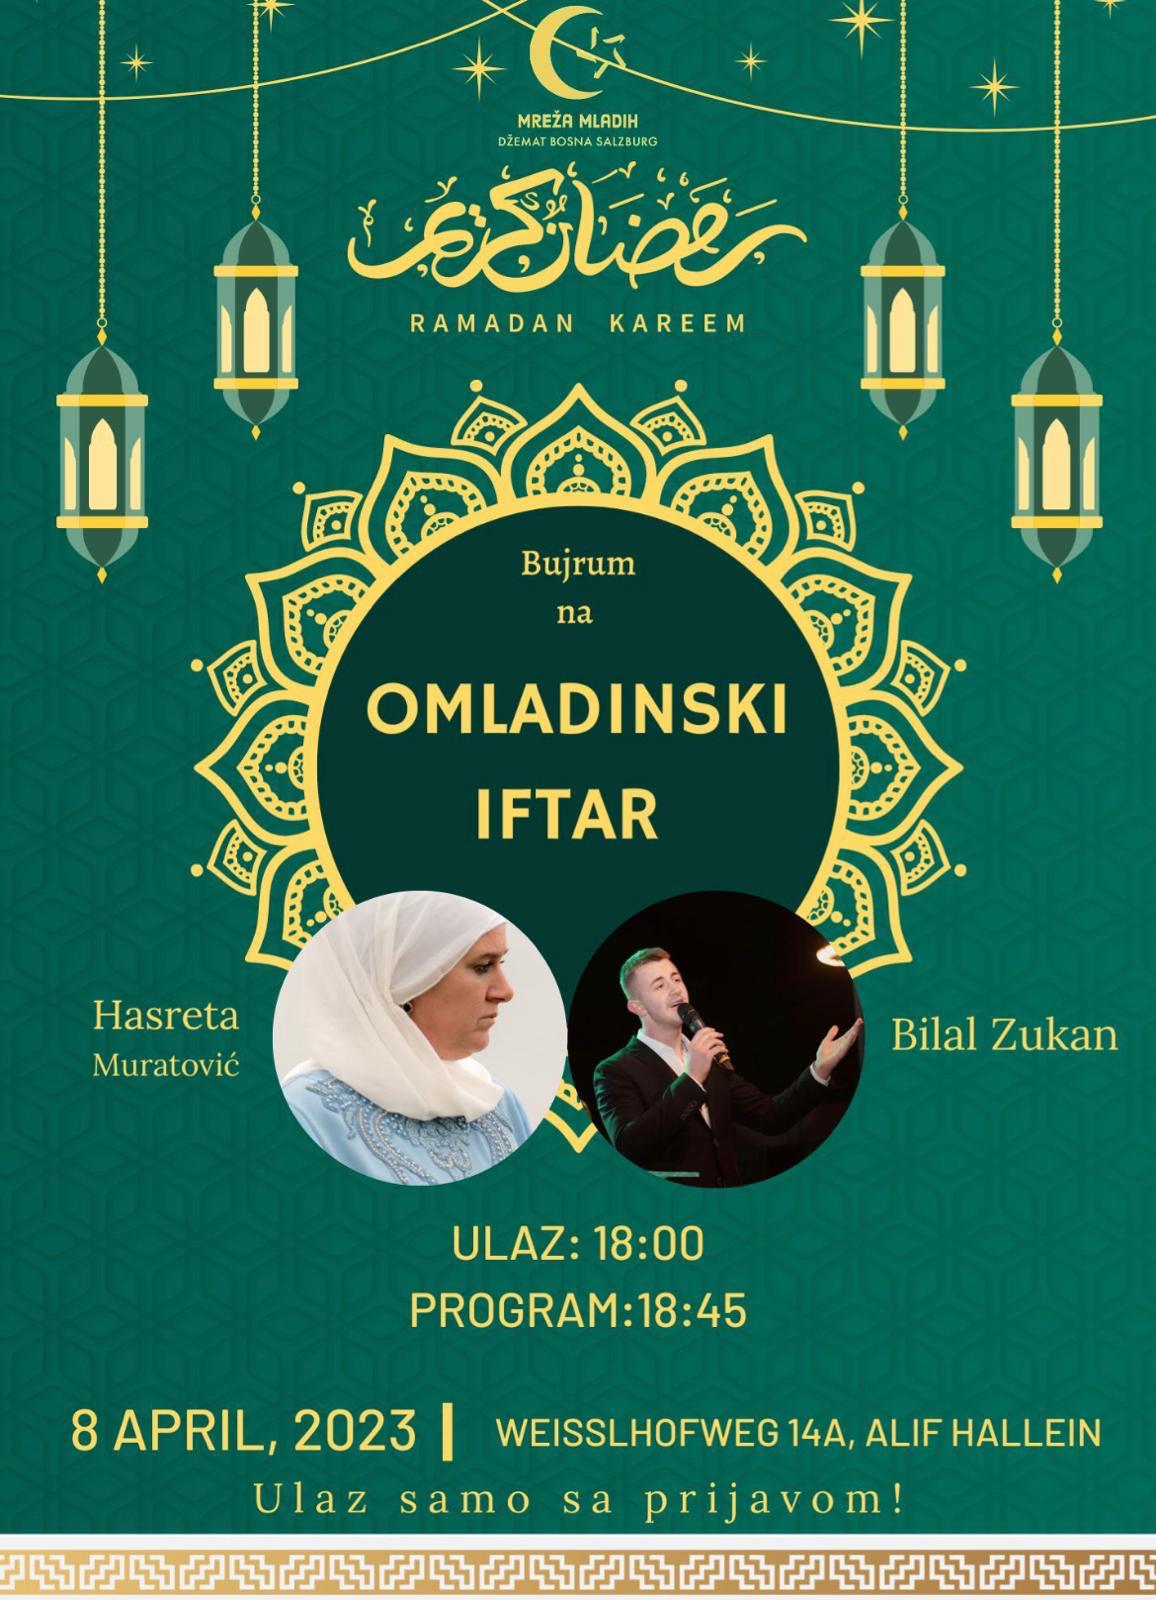 MREŽA MLADIH
DŽEMAT BOSNA SALZBURG
رمضان كريم
RAMADAN KAREEM
Bujrum
na
OMLADINSKI
IFTAR
Hasreta
Muratović
Bilal Zukan
ULAZ: 18:00
PROGRAM:18:45
8 APRIL, 2023 | WEISSLHOFWEG 14A, ALIF HALLEIN
Ulaz samo sa prijavom!